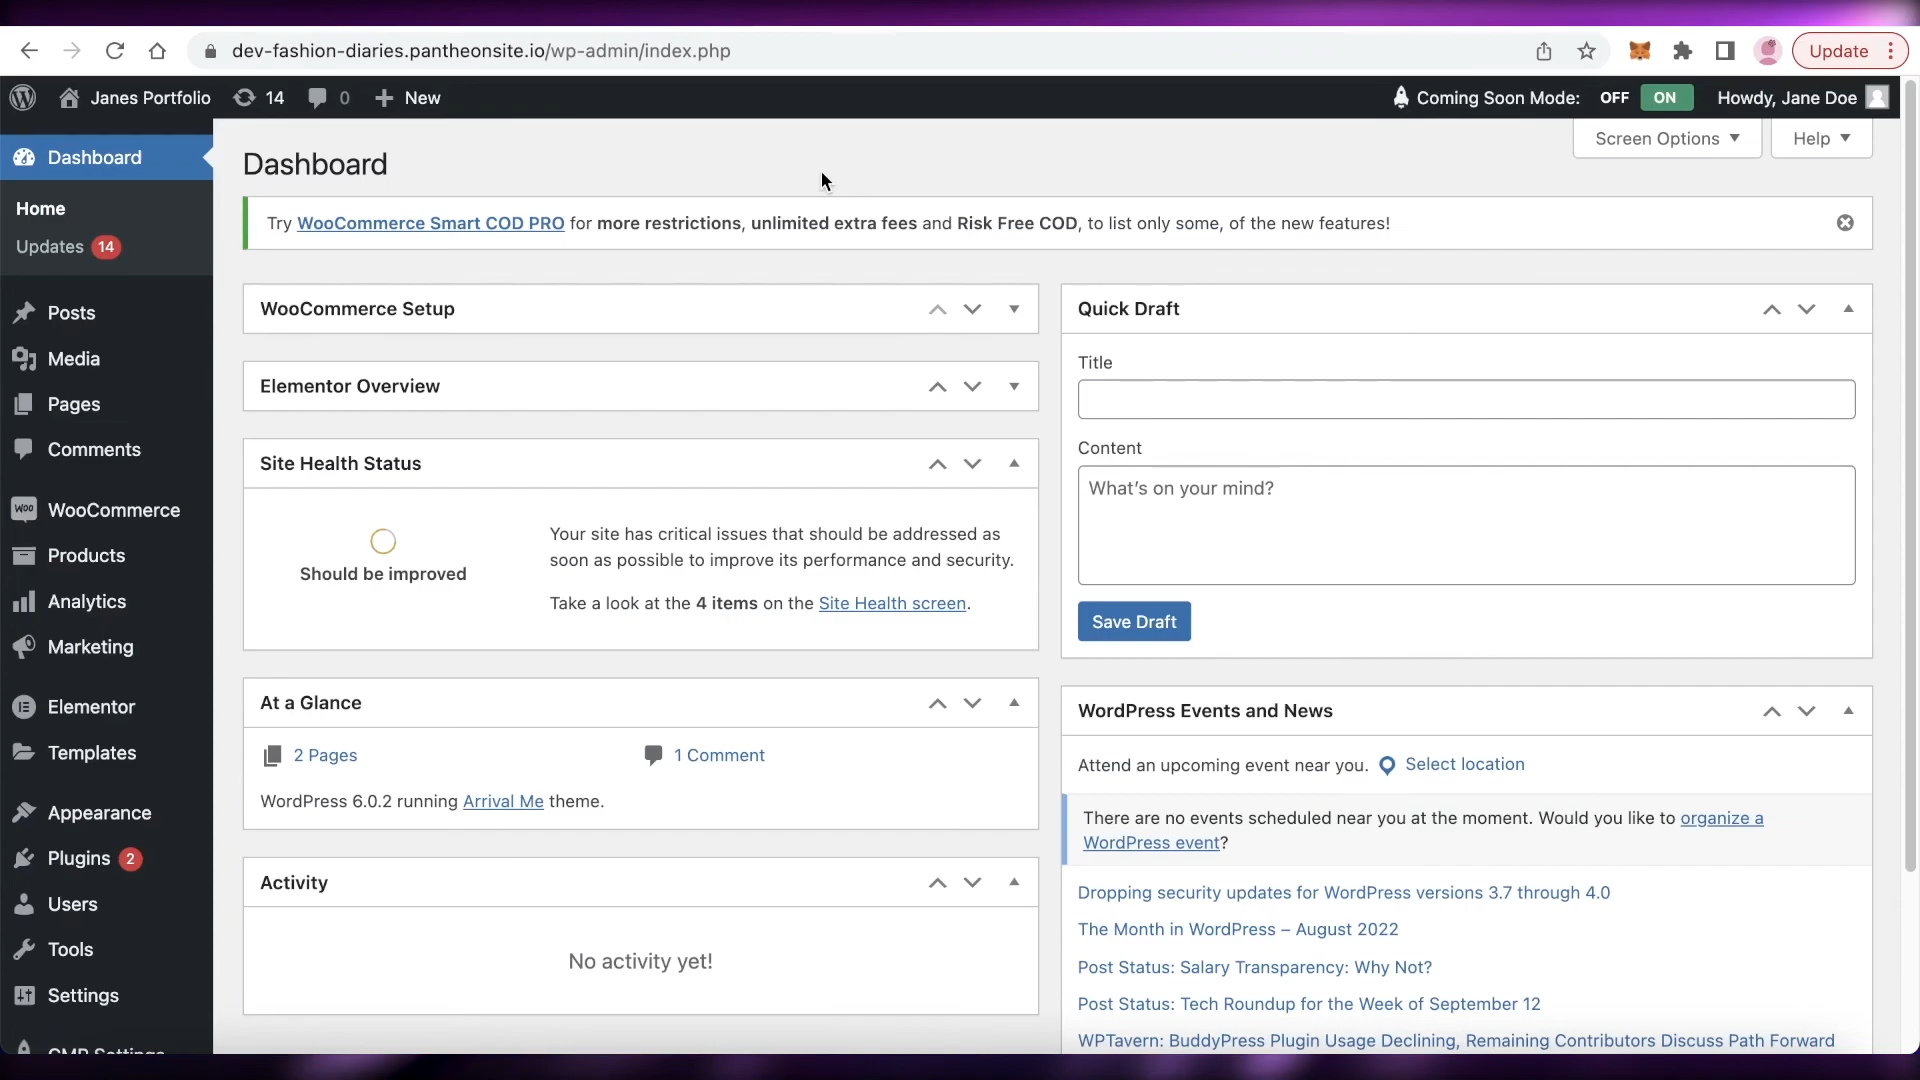 dev-fashion-diaries.pantheonsite.io/wp-admin/index.php
Update
Janes Portfolio
14
0
New
Coming Soon Mode:
OFF
ON
Howdy, Jane Doe
Dashboard
Home
Updates 14
Posts
Media
Pages
Comments
Woo WooCommerce
Products
Analytics
Marketing
Elementor
Templates
Appearance
Plugins 2
Users
Tools
Settings
CMP Settings
Screen Options
Help
Dashboard
Try WooCommerce Smart COD PRO for more restrictions, unlimited extra fees and Risk Free COD, to list only some, of the new features!
WooCommerce Setup
Elementor Overview
Site Health Status
Should be improved
Your site has critical issues that should be addressed as
soon as possible to improve its performance and security.
Take a look at the 4 items on the Site Health screen.
At a Glance
2 Pages
1 Comment
WordPress 6.0.2 running Arrival Me theme.
Activity
No activity yet!
Quick Draft
Title
Content
What's on your mind?
Save Draft
WordPress Events and News
Attend an upcoming event near you.
Select location
There are no events scheduled near you at the moment. Would you like to organize a
WordPress event?
Dropping security updates for WordPress versions 3.7 through 4.0
The Month in WordPress – August 2022
Post Status: Salary Transparency: Why Not?
Post Status: Tech Roundup for the Week of September 12
WPTavern: BuddyPress Plugin Usage Declining, Remaining Contributors Discuss Path Forward